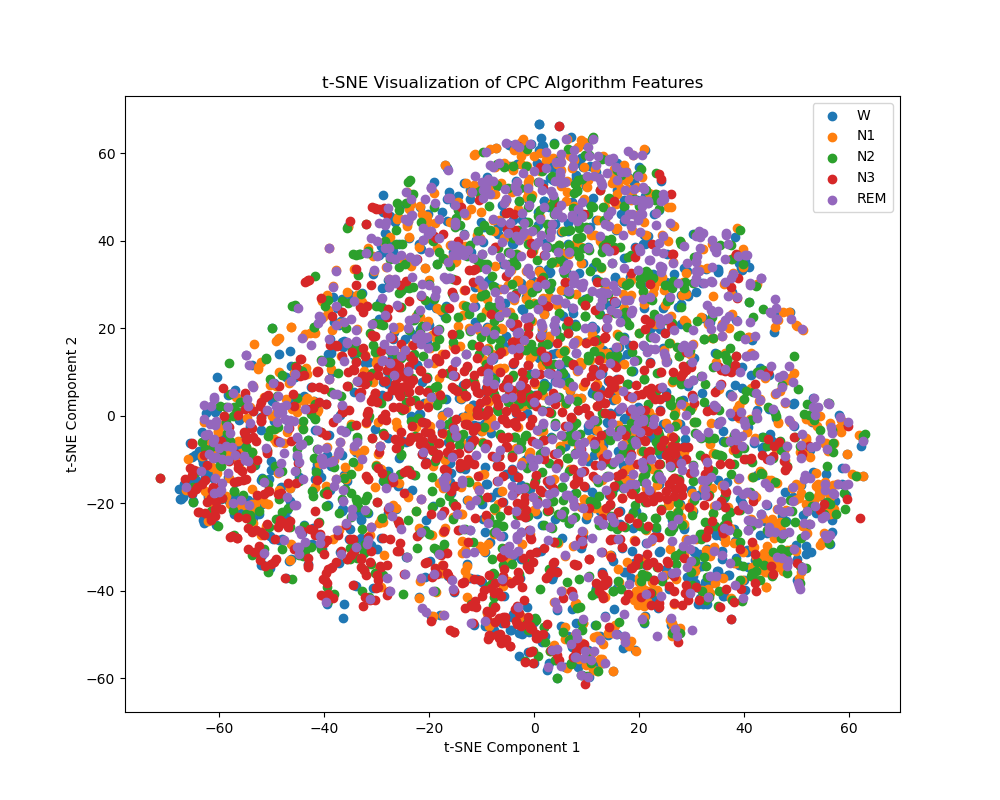 t-SNE Visualization of CPC Algorithm Features
W
N1
N2
N3
REM
60
40
20
0
−20
−40
−60
t-SNE Component 2
−60
−40
−20
0
20
40
60
t-SNE Component 1